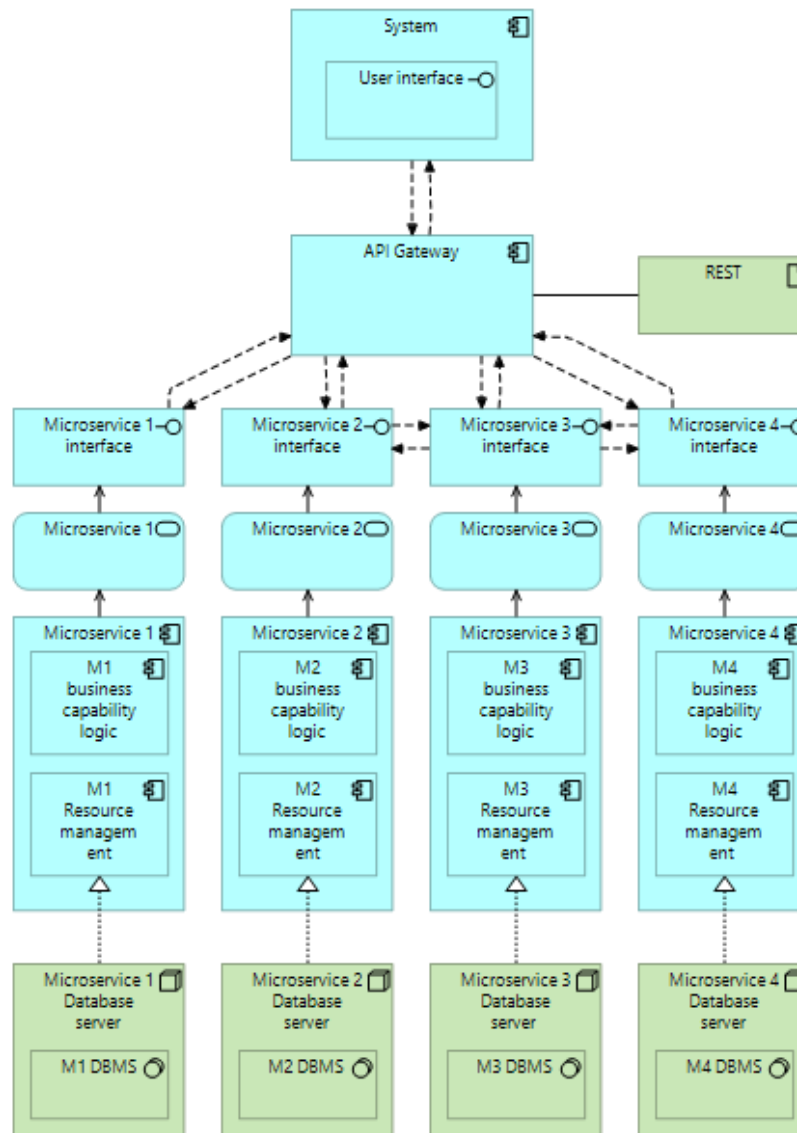 System
User interface
API Gateway
REST
Microservice 1
interface
Microservice 2
interface
Microservice 3
interface
Microservice 4
interface
Microservice 1
Microservice 2
Microservice 3
Microservice 4
Microservice 1
Microservice 2
Microservice 3
Microservice 4
M1
business
capability
logic
M2
business
capability
logic
M3
business
capability
logic
M4
business
capability
logic
M1
Resource
managem
ent
M2
Resource
managem
ent
M3
Resource
managem
ent
M4
Resource
managem
ent
Microservice 1
Database
server
Microservice 2
Database
server
Microservice 3
Database
server
Microservice 4
Database
server
M1 DBMS
M2 DBMS
M3 DBMS
M4 DBMS